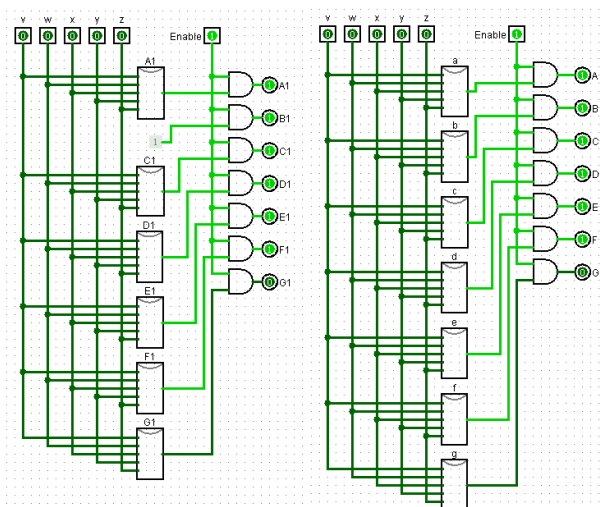 v w x y z
0 0 0 0 0 Enable 1
A1
1 A1
1 B1
1
C1
1 C1
1 D1
D1
1 E1
1 F1
E1
0 G1
F1
G1
v w x y z
0 0 0 0 0 Enable 1
a
1 A
1 B
b
1 C
1 D
c
1 E
1 F
d
0 G
e
f
g